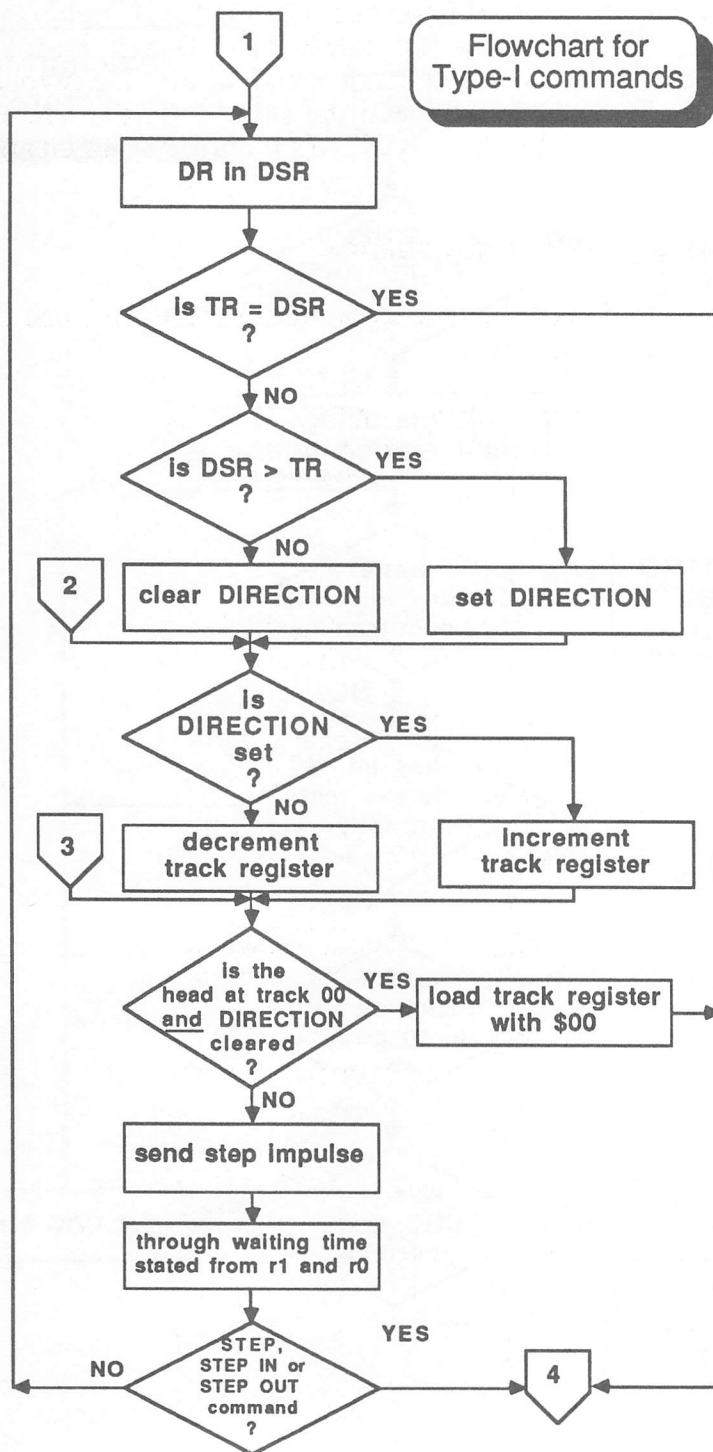 1
Flowchart for
Type-I commands
DR in DSR
is TR = DSR
?
YES
NO
is DSR > TR
?
YES
NO
2
clear DIRECTION
set DIRECTION
is
DIRECTION
set
?
YES
NO
3
decrement
track register
increment
track register
is the
head at track 00
and DIRECTION
cleared
?
YES
load track register
with $00
NO
send step impulse
through waiting time
stated from r1 and r0
STEP,
STEP IN or
STEP OUT
command
?
NO
YES
4